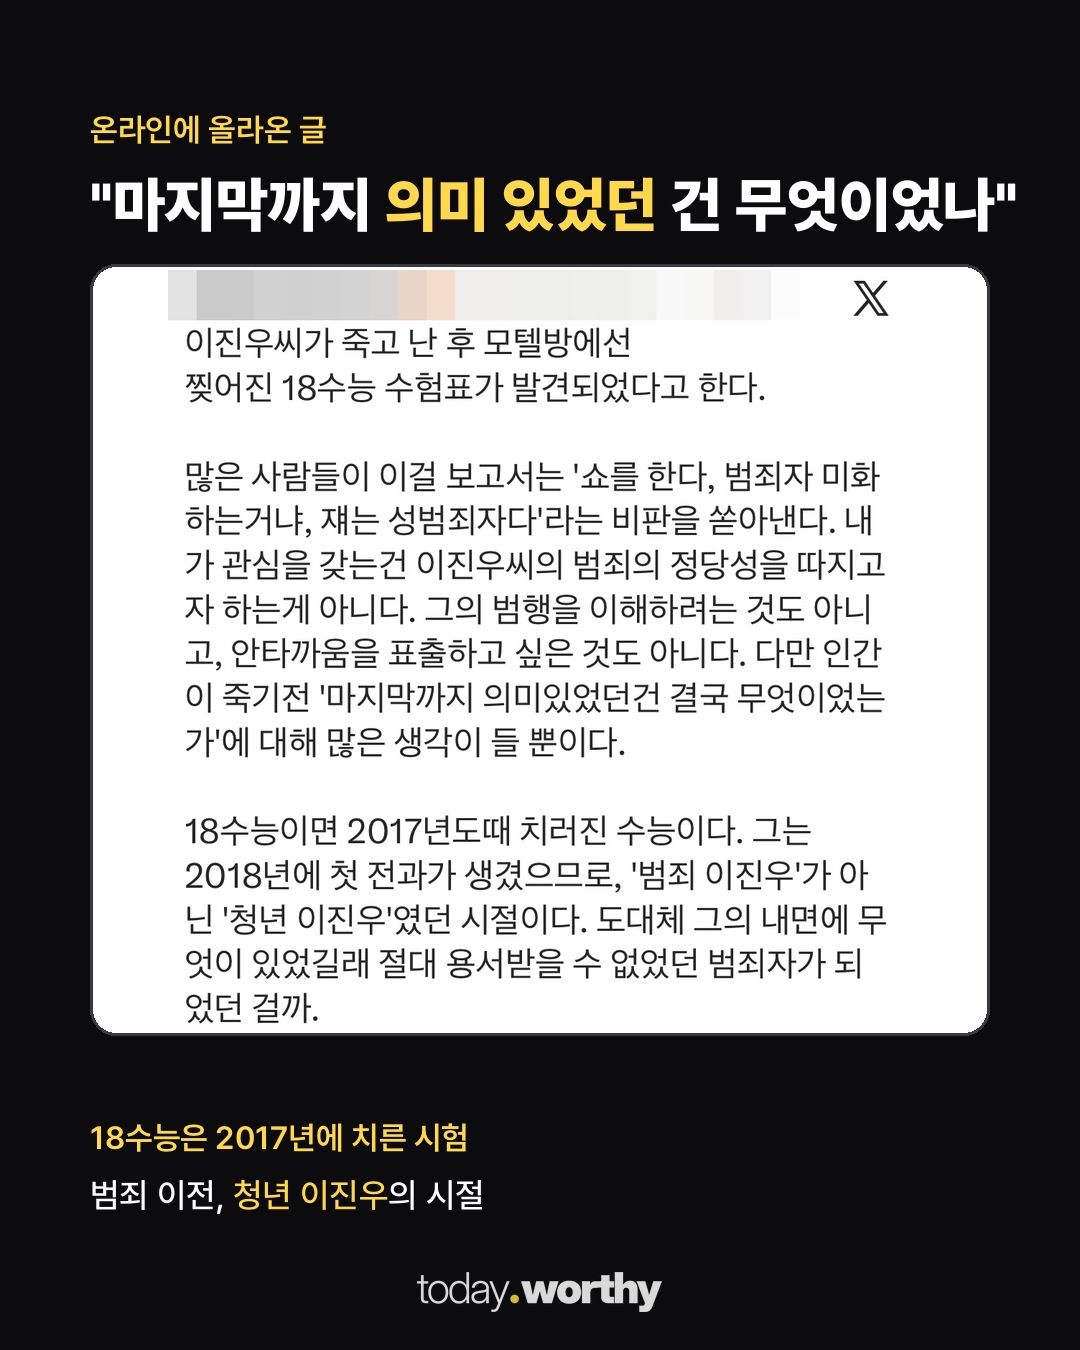 온라인에 올라온 글
"마지막까지 의미 있었던 건 무엇이었나"
이진우씨가 죽고 난 후 모텔방에선
찢어진 18수능 수험표가 발견되었다고 한다.
많은 사람들이 이걸 보고서는 '쇼를 한다, 범죄자 미화
하는거냐, 쟤는 성범죄자다'라는 비판을 쏟아낸다. 내
가 관심을 갖는건 이진우씨의 범죄의 정당성을 따지고
자 하는게 아니다. 그의 범행을 이해하려는 것도 아니
고, 안타까움을 표출하고 싶은 것도 아니다. 다만 인간
이 죽기전 '마지막까지 의미있었던건 결국 무엇이었는
가'에 대해 많은 생각이 들 뿐이다.
18수능이면 2017년도때 치러진 수능이다. 그는
2018년에 첫 전과가 생겼으므로, '범죄 이진우'가 아
닌 '청년 이진우'였던 시절이다. 도대체 그의 내면에 무
엇이 있었길래 절대 용서받을 수 없었던 범죄자가 되
었던 걸까.
18수능은 2017년에 치른 시험
범죄 이전, 청년 이진우의 시절
today.worthy